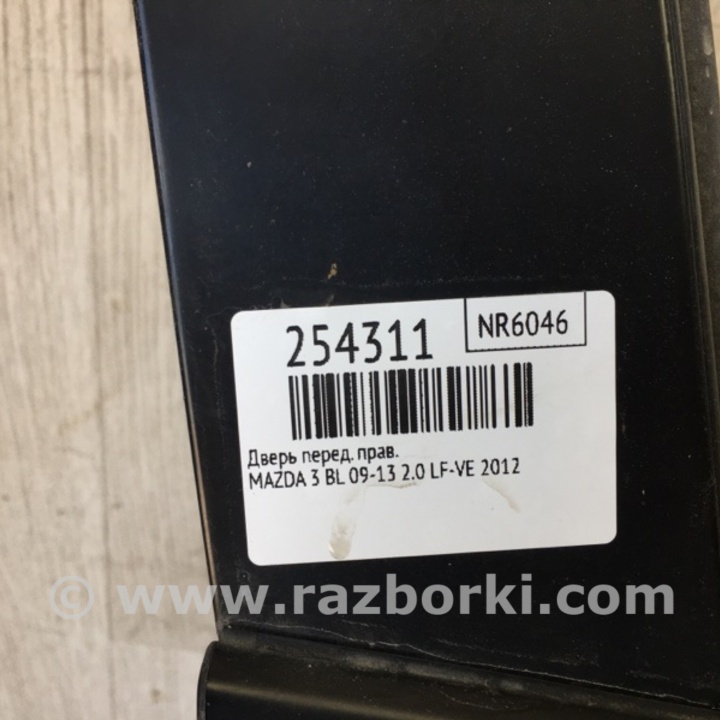 254311
NR6046
Дверь перед. прав.
MAZDA 3 BL 09-13 2.0 LF-VE 2012
© www.razborki.com